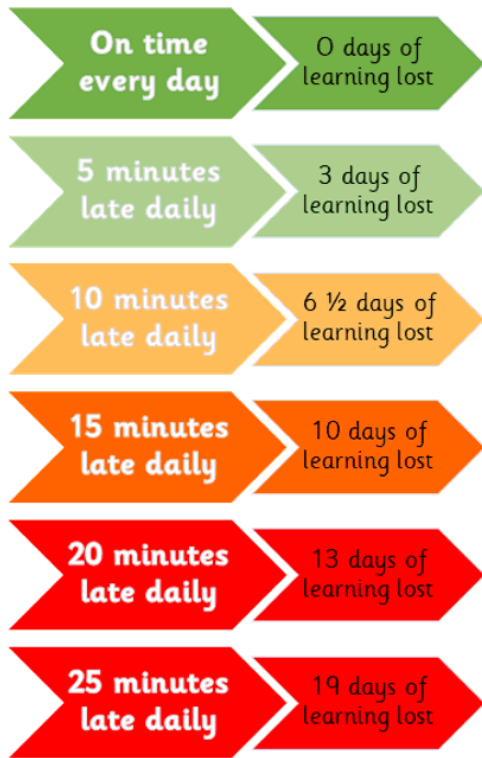 On time
every day
0 days of
learning lost
5 minutes
late daily
3 days of
learning lost
10 minutes
late daily
6 ½ days of
learning lost
15 minutes
late daily
10 days of
learning lost
20 minutes
late daily
13 days of
learning lost
25 minutes
late daily
19 days of
learning lost